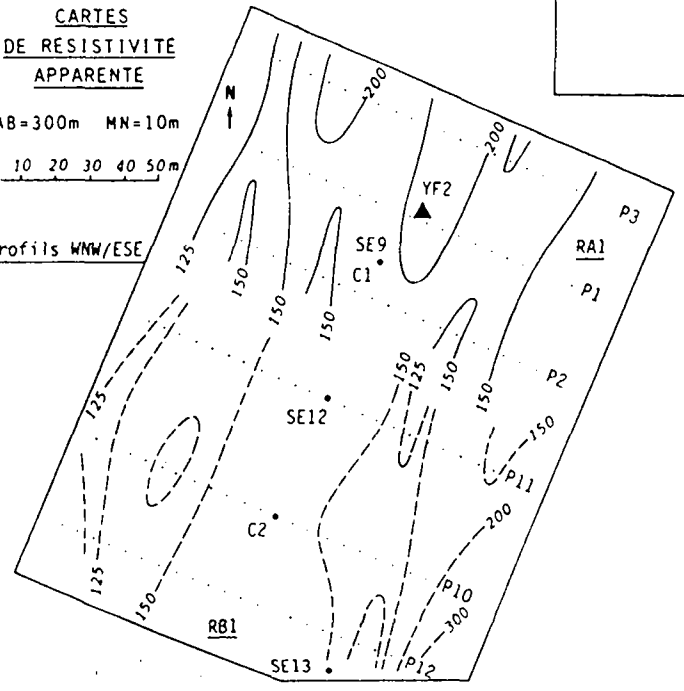 CARTES
DE RESISTIVITE
APPARENTE
AB=300m MN=10m
10 20 30 40 50m
rofils WNW/ESE
N
200
200
YF2
P3
RA1
SE9
C1
P1
125
150
150
150
150
125
150
150
P2
SE12
125
150
P11
200
C2
P10
125
150
RB1
300
SE13
P12